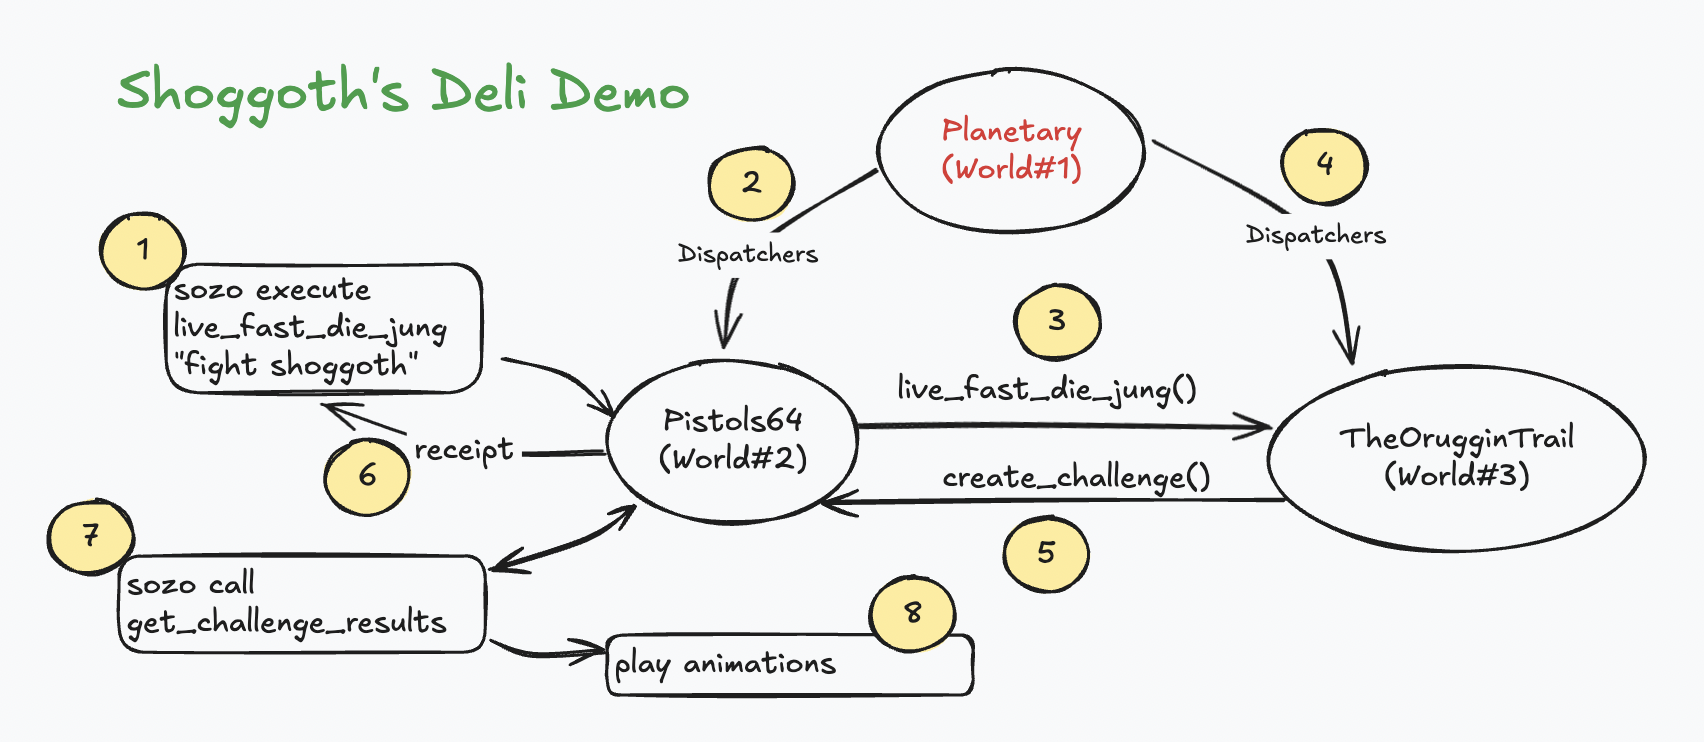 Shoggoth's Deli Demo
Planetary
(World#1)
2
4
Dispatchers
Dispatchers
1
sozo execute
live_fast_die_jung
"fight shoggoth"
3
live_fast_die_jung()
Pistols64
(World#2)
TheOrugginTrail
(World#3)
receipt
6
create_challenge()
5
7
sozo call
get_challenge_results
8
play animations